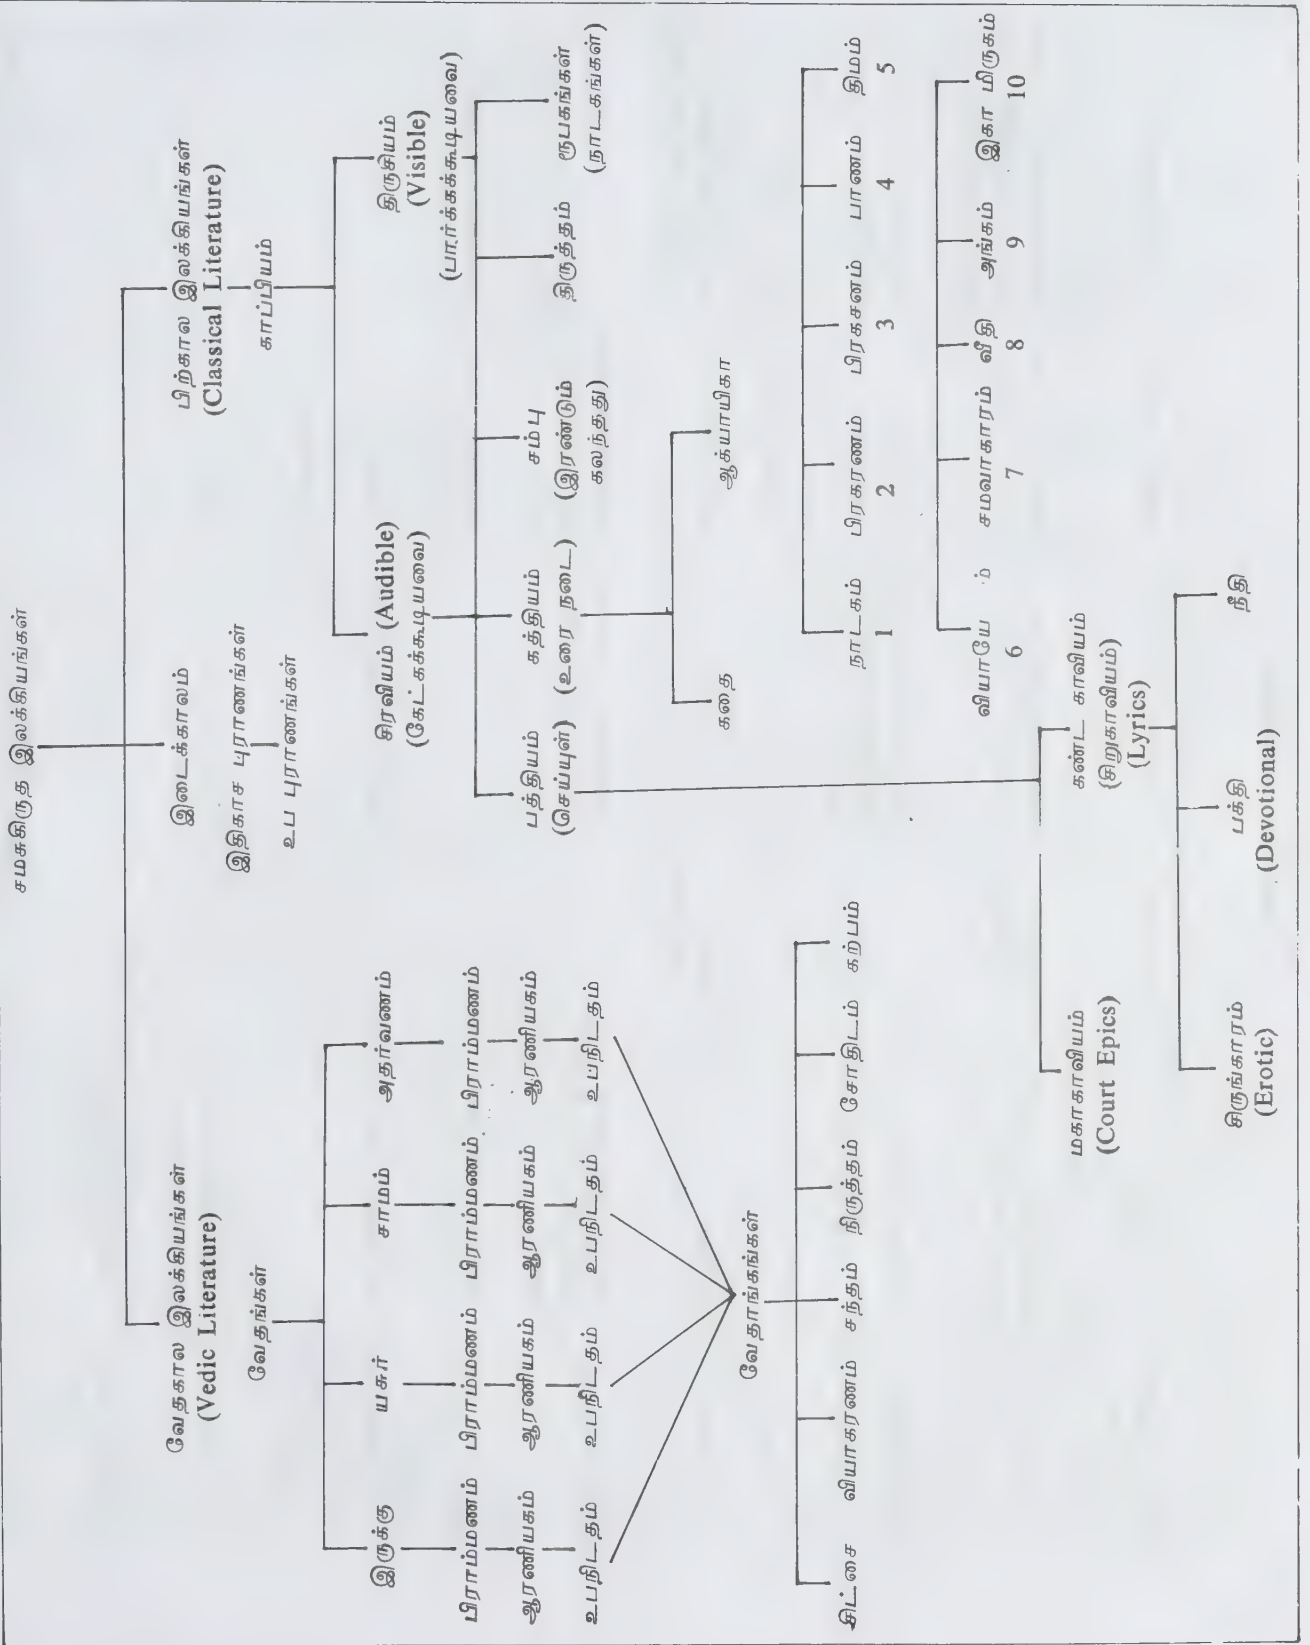 சமசுகிருத இலக்கியங்கள்
வேதகால இலக்கியங்கள்
(Vedic Literature)
இடைக்காலம்
பிற்கால இலக்கியங்கள்
(Classical Literature)
வேதங்கள்
இதிகாச புராணங்கள்
உப புராணங்கள்
காப்பியம்
இருக்கு யசுர் சாமம் அதர்வணம்
சிரவியம் (Audible)
(கேட்கக்கூடியவை)
திருசியம்
(Visible)
(பார்க்கக்கூடியவை)
பிராம்மணம் பிராம்மணம் பிராம்மணம் பிராம்மணம்
ஆரணியகம் ஆரணியகம் ஆரணியகம் ஆரணியகம்
உபநிடதம் உபநிடதம் உபநிடதம் உபநிடதம்
பத்தியம்
(செய்யுள்)
கத்தியம்
(உரை நடை)
சம்பு
(இரண்டும்
கலந்தது)
திருத்தம்
ரூபகங்கள்
(நாடகங்கள்)
கதை ஆக்யாயிகா
வேதாங்கங்கள்
சிட்சை வியாகரணம் சந்தம் நிருத்தம் சோதிடம் கற்பம்
நாடகம் பிரகரணம் பிரகசனம் பாணம் திமம்
1 2 3 4 5
சமவாகாரம் வீதி அங்கம் இகா மிருகம்
6 7 8 9 10
மகாகாவியம்
(Court Epics)
கண்ட காவியம்
(சிறுகாவியம்)
(Lyrics)
சிருங்காரம்
(Erotic)
பக்தி
(Devotional)
நீதி